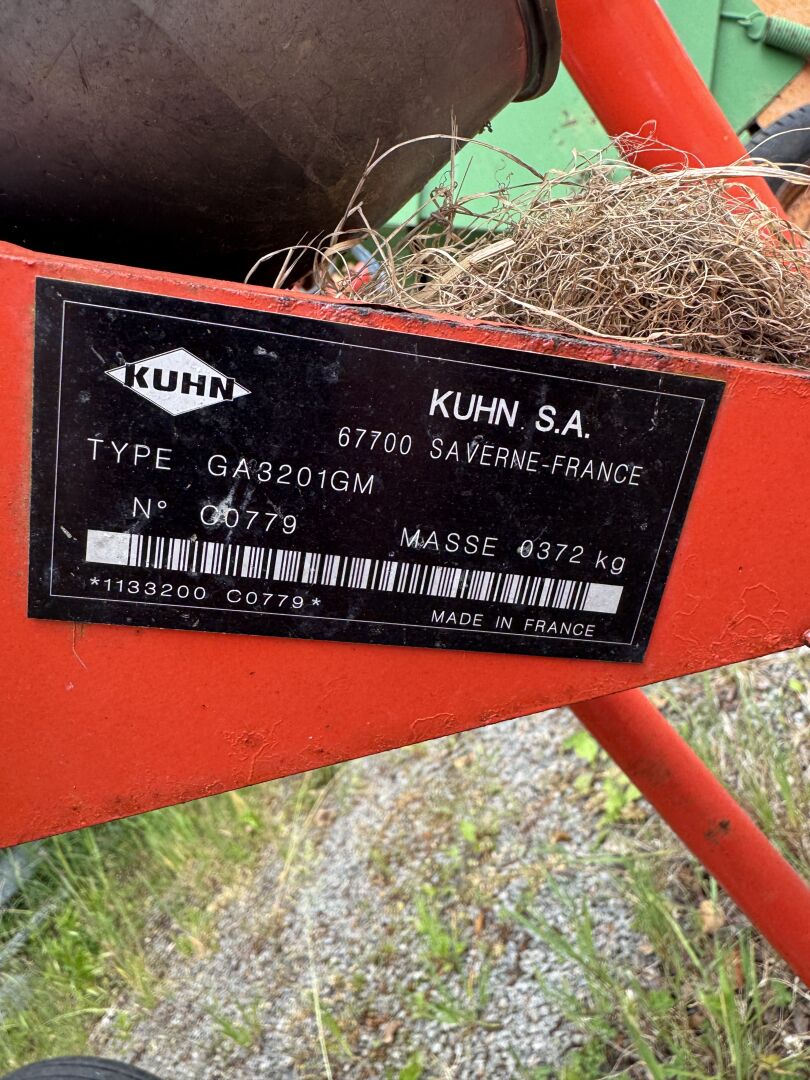 KUHN
KUHN S.A.
67700 SAVERNE-FRANCE
TYPE GA3201GM
N° C0779
MASSE 0372 kg
*1133200 C0779*
MADE IN FRANCE